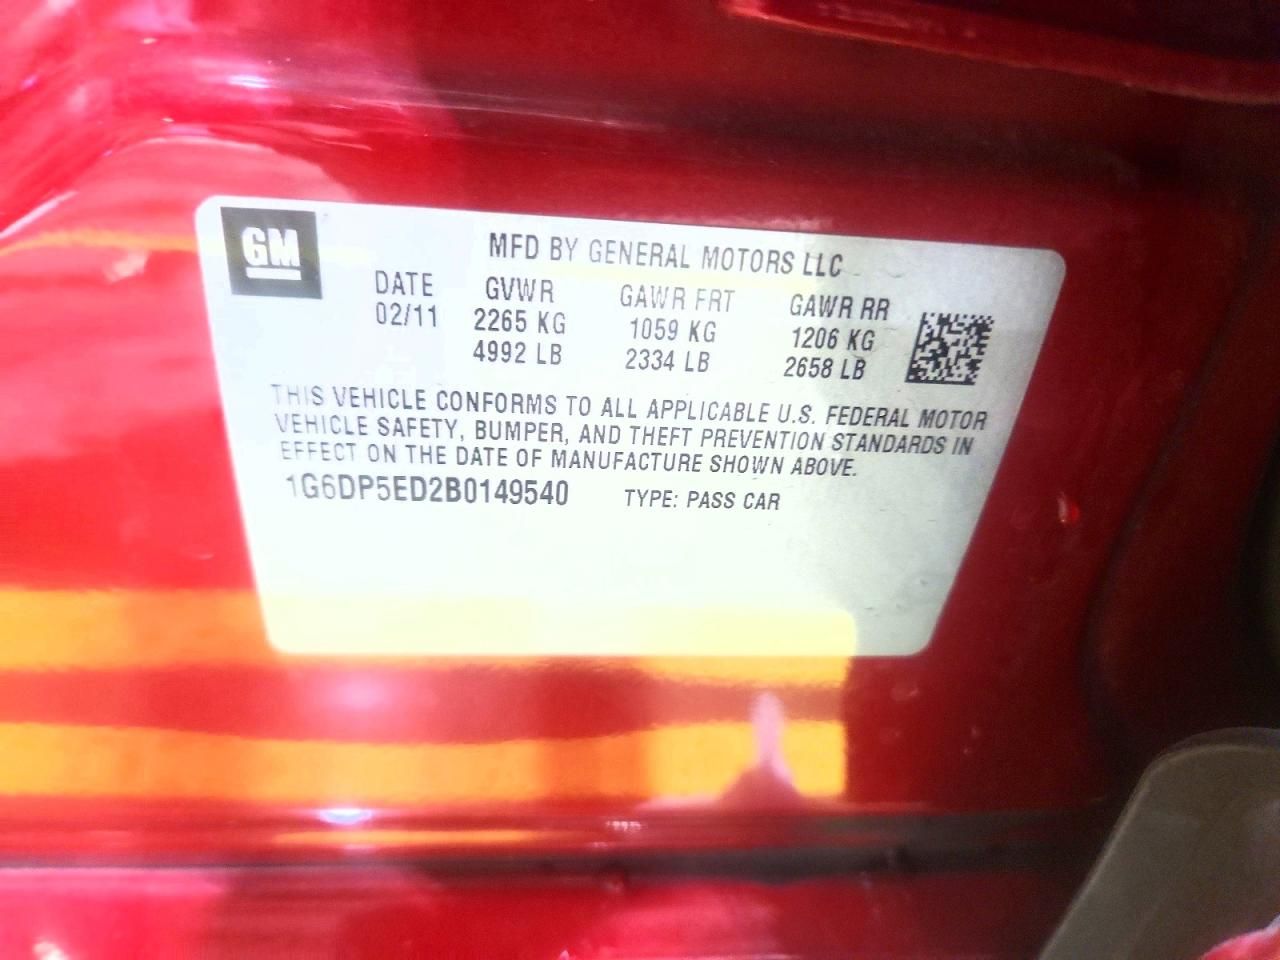 GM
MFD BY GENERAL MOTORS LLC
DATE GVWR GAWR FRT GAWR RR
02/11 2265 KG 1059 KG 1206 KG
4992 LB 2334 LB 2658 LB
THIS VEHICLE CONFORMS TO ALL APPLICABLE U.S. FEDERAL MOTOR
VEHICLE SAFETY, BUMPER, AND THEFT PREVENTION STANDARDS IN
EFFECT ON THE DATE OF MANUFACTURE SHOWN ABOVE.
1G6DP5ED2B0149540 TYPE: PASS CAR